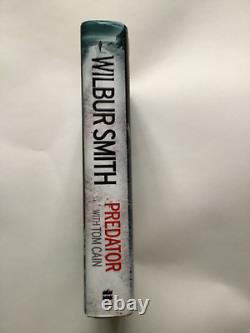 WILBUR SMITH
PREDATOR
WITH TOM CAIN